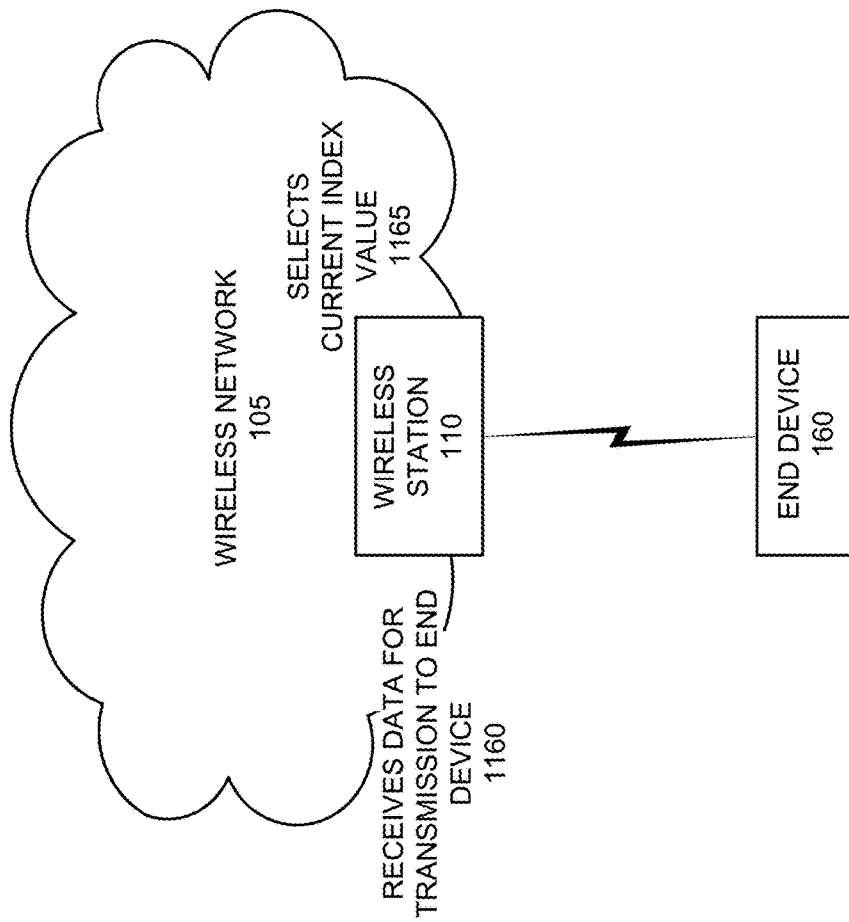 WIRELESS NETWORK
105
SELECTS
CURRENT INDEX
VALUE
1165
WIRELESS
STATION
110
RECEIVES DATA FOR
TRANSMISSION TO END
DEVICE
1160
END DEVICE
160